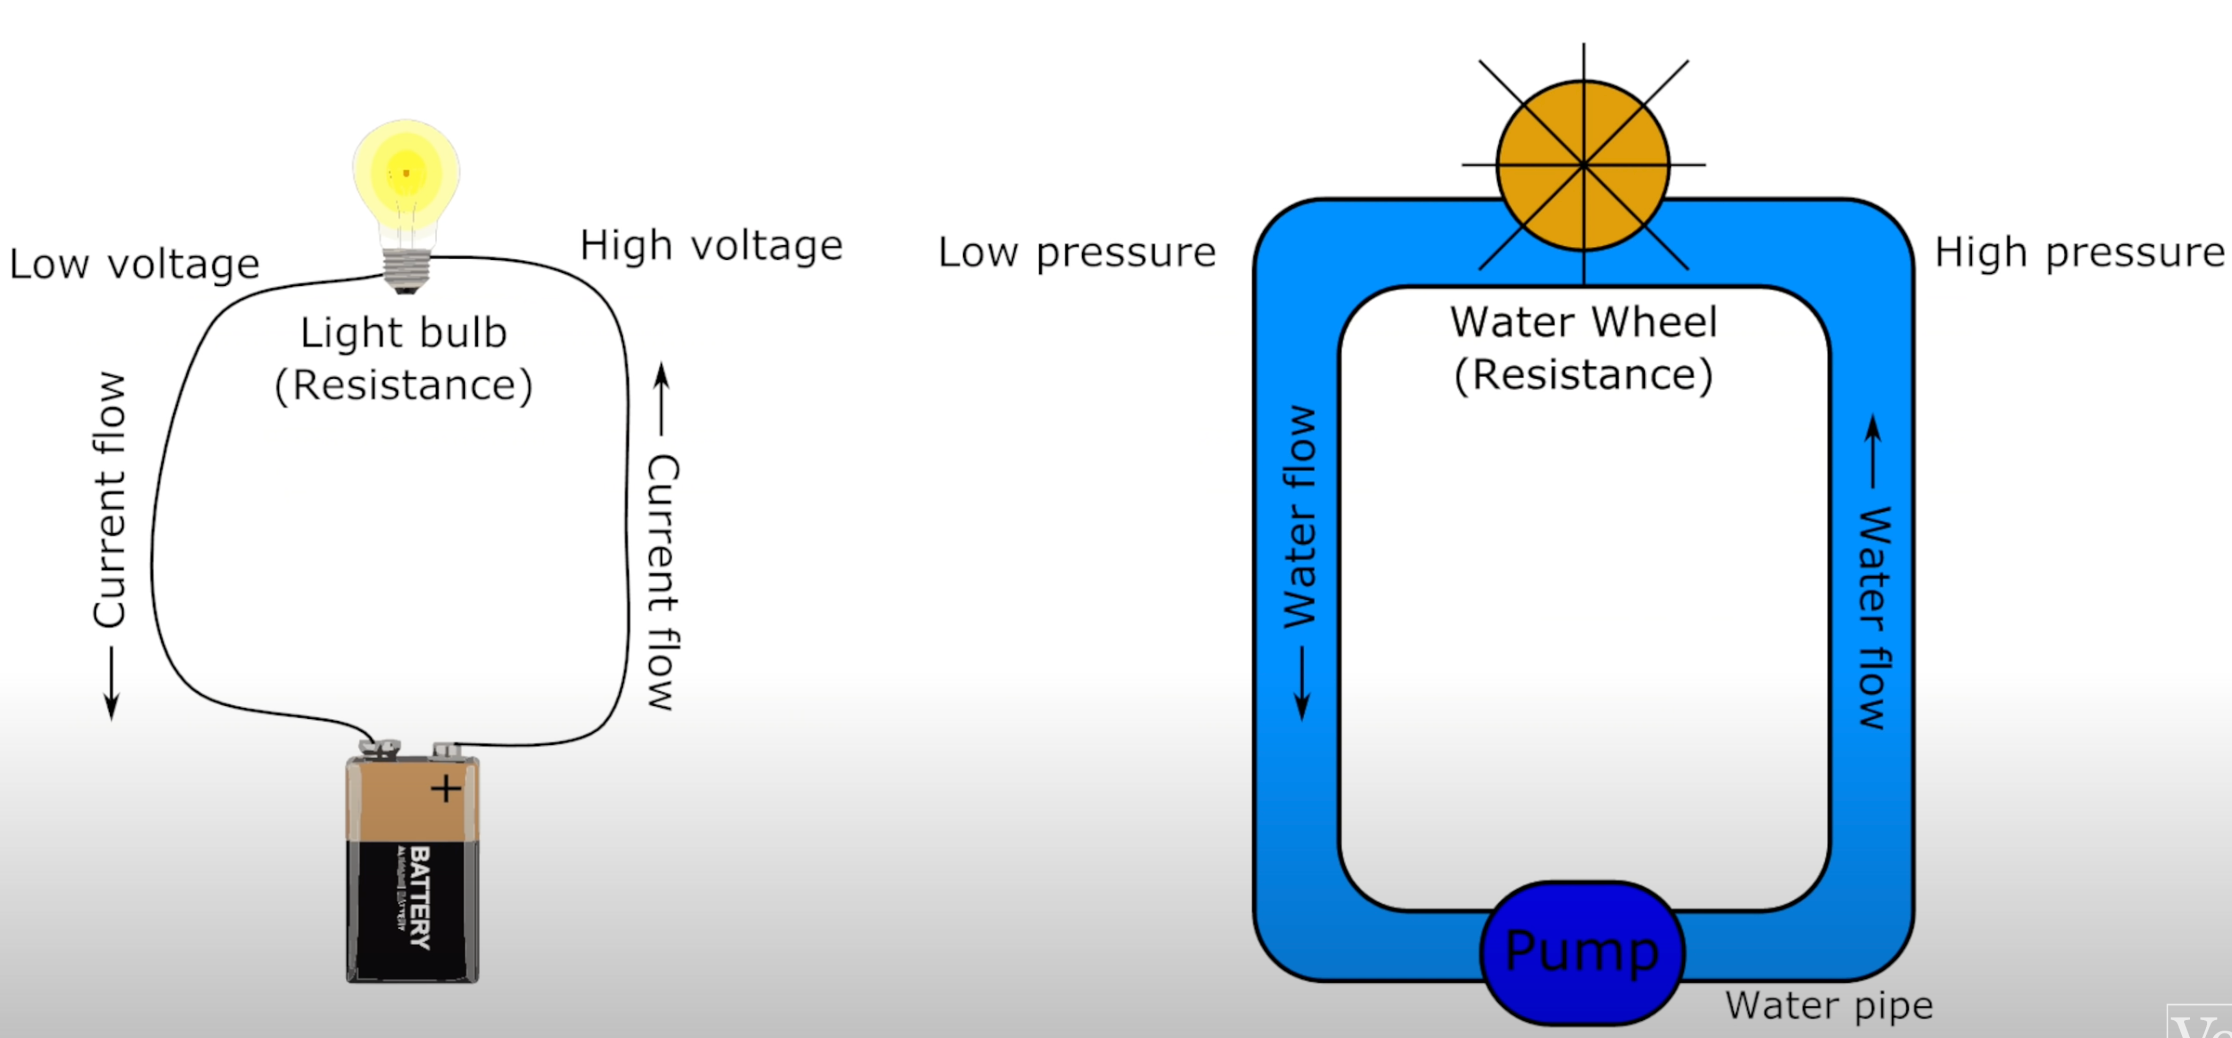 Low voltage
High voltage
Light bulb
(Resistance)
Current flow
Current flow
+
BATTERY
Low pressure
High pressure
Water Wheel
(Resistance)
Water flow
Water flow
Pump
Water pipe